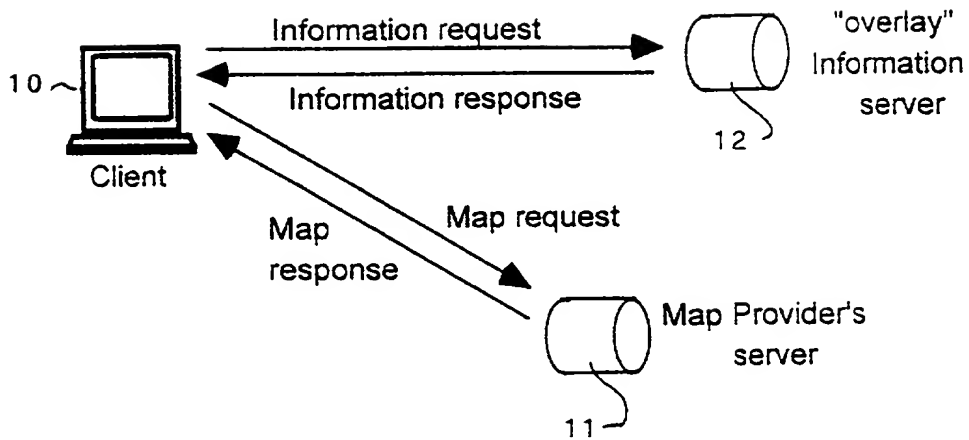 Information request
"overlay"
Information
server
10
Information response
12
Client
Map request
Map
response
Map Provider's
server
11